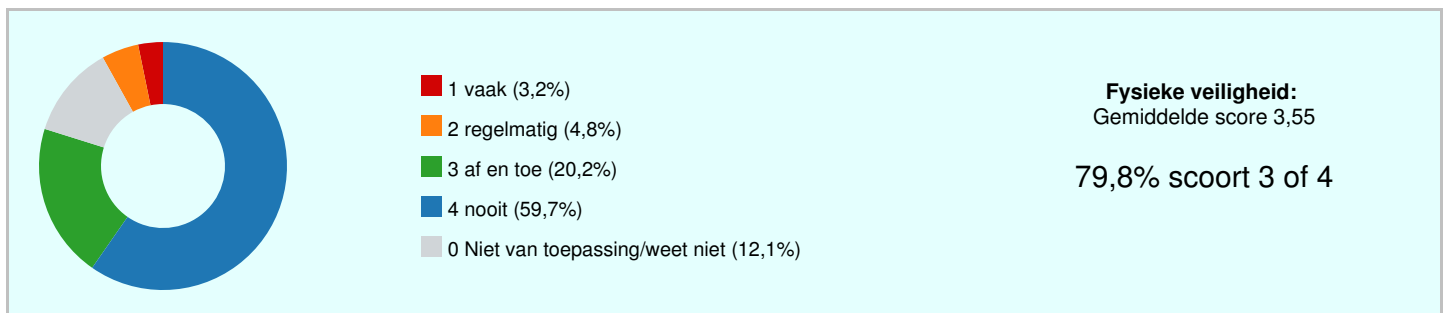 1 vaak (3,2%)
2 regelmatig (4,8%)
3 af en toe (20,2%)
4 nooit (59,7%)
0 Niet van toepassing/weet niet (12,1%)
Fysieke veiligheid:
Gemiddelde score 3,55
79,8% scoort 3 of 4